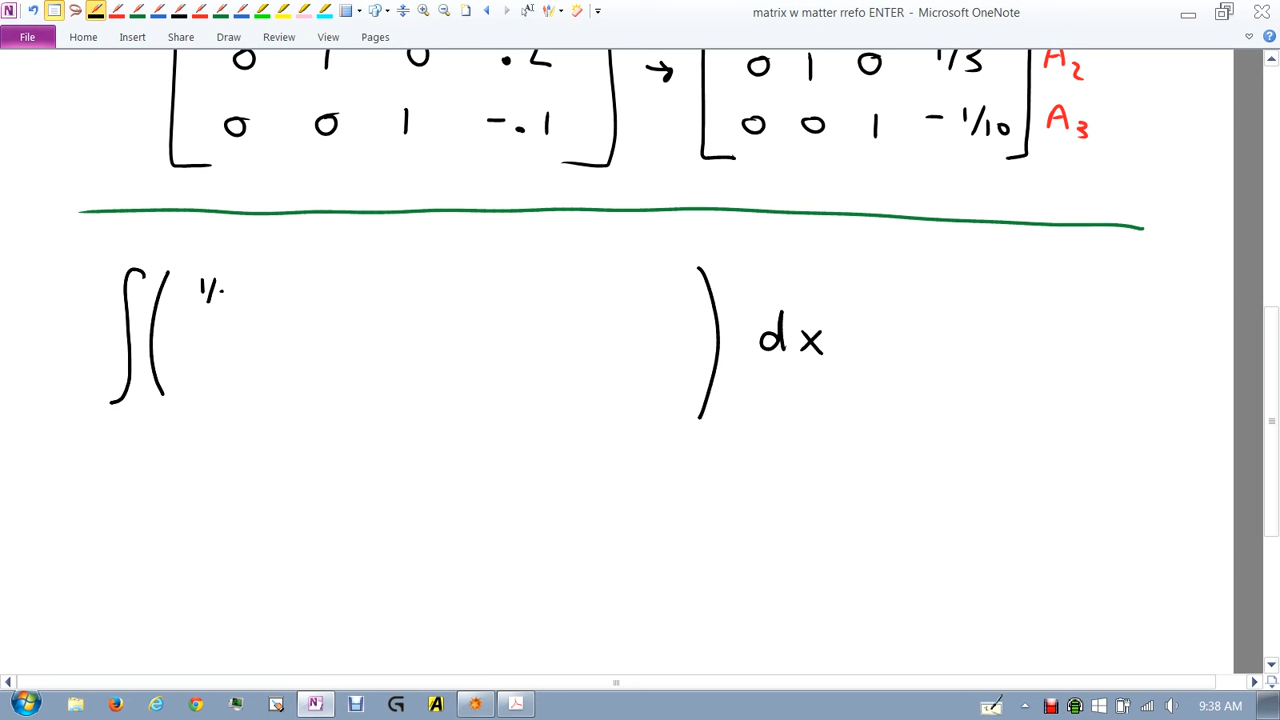 matrix w matter rrefo ENTER - Microsoft OneNote
File Home Insert Share Draw Review View Pages
0 1 0 .2 → 0 1 0 1/5 A2
0 0 1 -.1 0 0 1 -1/10 A3
∫( 1/ ) dx
9:38 AM